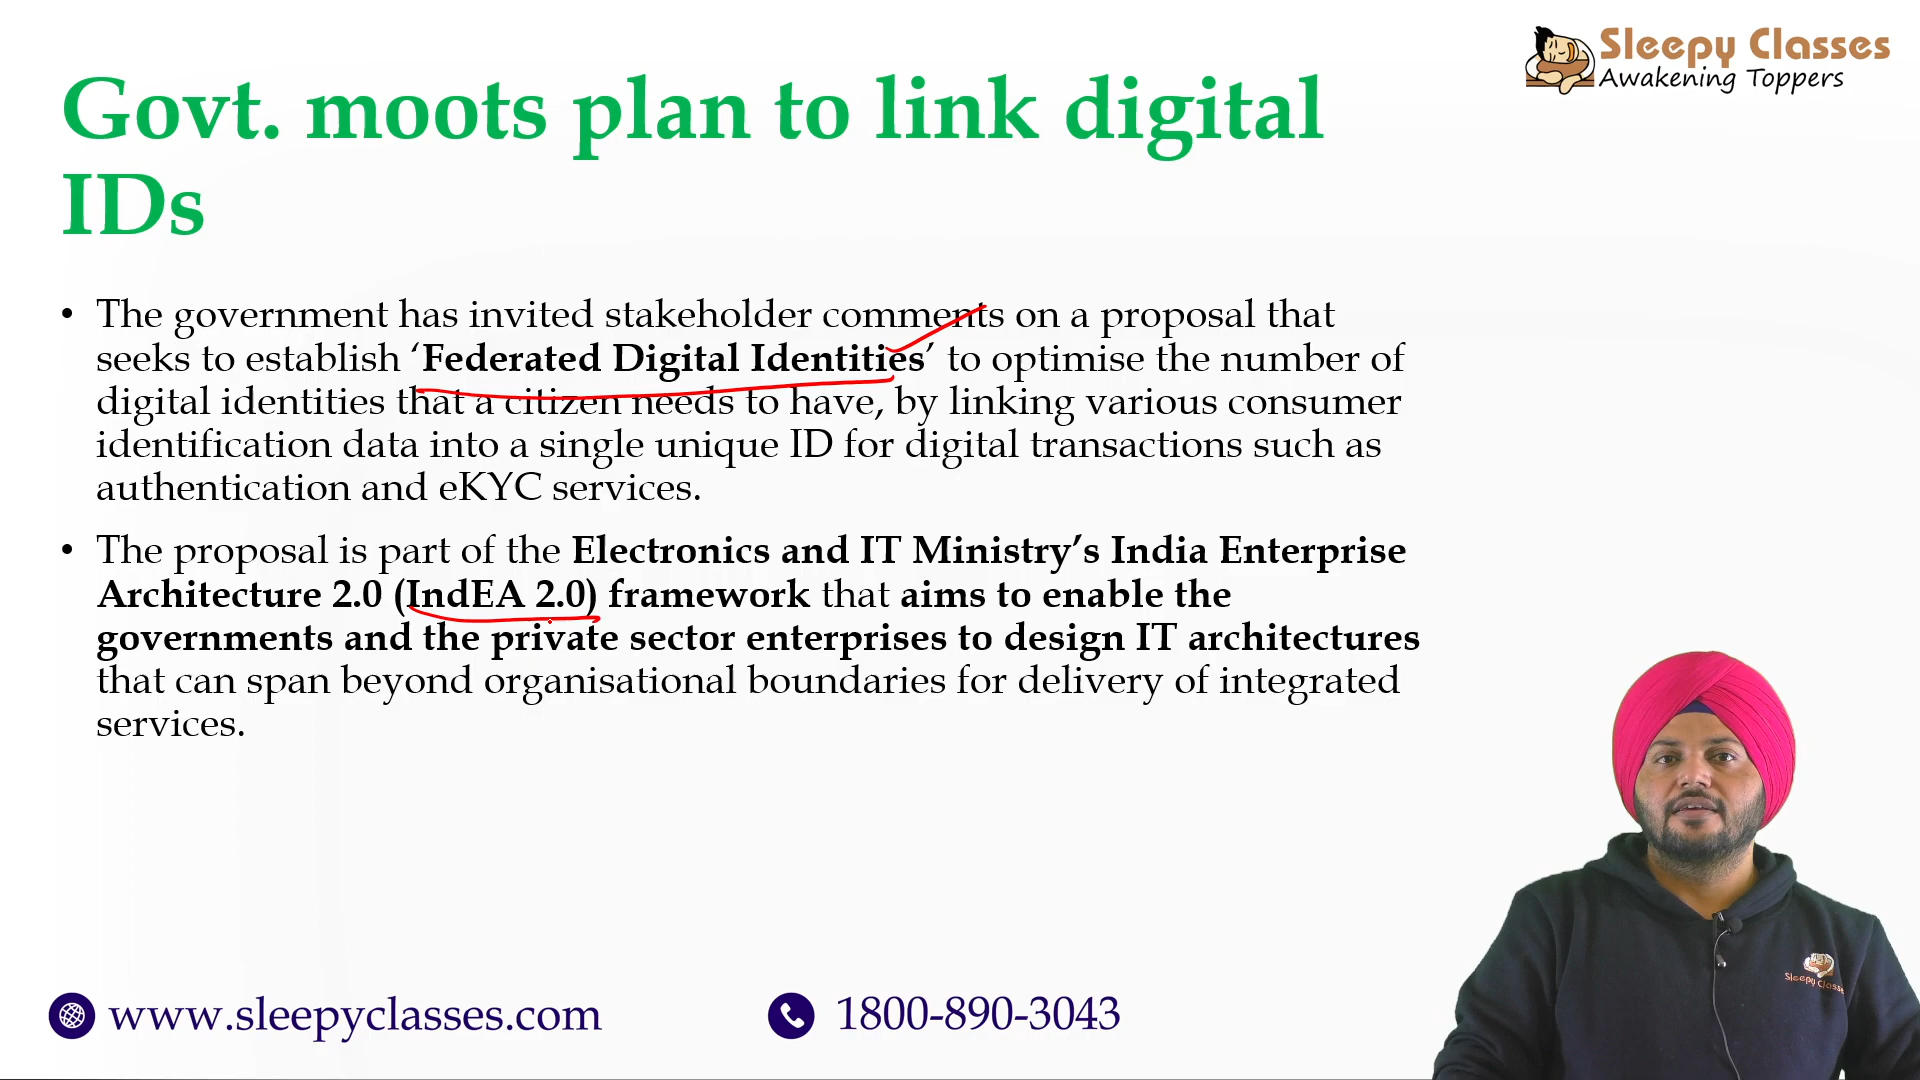 Sleepy Classes
Awakening Toppers
Govt. moots plan to link digital
IDs
• The government has invited stakeholder comments on a proposal that
seeks to establish ‘Federated Digital Identities’ to optimise the number of
digital identities that a citizen needs to have, by linking various consumer
identification data into a single unique ID for digital transactions such as
authentication and eKYC services.
• The proposal is part of the Electronics and IT Ministry’s India Enterprise
Architecture 2.0 (IndEA 2.0) framework that aims to enable the
governments and the private sector enterprises to design IT architectures
that can span beyond organisational boundaries for delivery of integrated
services.
Sleepy Classes
www.sleepyclasses.com
1800-890-3043